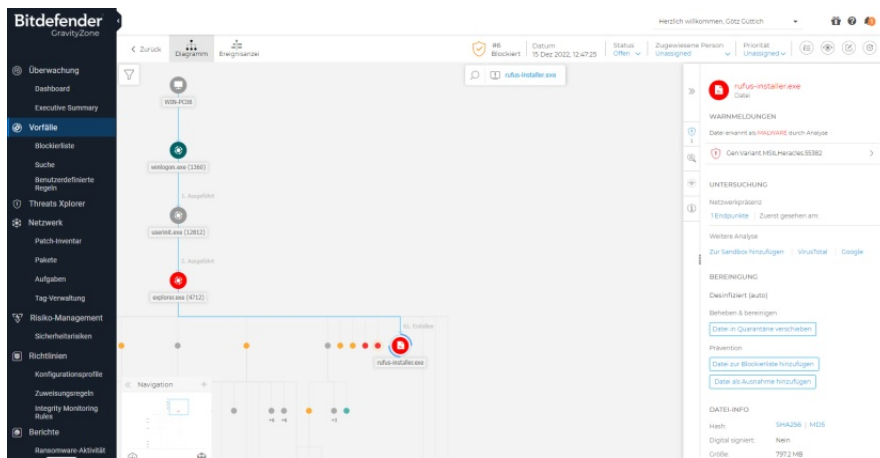 Bitdefender
GravityZone
Herzlich willkommen, Götz Güttich
Zurück
Diagramm
Ereignisanzei
#6
Blockiert
Datum
15 Dez 2022, 12:47:25
Status
Offen
Zugewiesene Person
Unassigned
Priorität
Unassigned
Überwachung
Dashboard
Executive Summary
Vorfälle
Blockierliste
Suche
Benutzerdefinierte
Regeln
Threats Xplorer
Netzwerk
Patch-Inventar
Pakete
Aufgaben
Tag-Verwaltung
Risiko-Management
Sicherheitsrisiken
Richtlinien
Konfigurationsprofile
Zuweisungsregeln
Integrity Monitoring
Rules
Berichte
Ransomware-Aktivität
rufus-installer.exe
WIN-PC08
winlogon.exe (1360)
1. Ausgeführt
userinit.exe (12812)
2. Ausgeführt
explorer.exe (4712)
Erstellen
rufus-installer.exe
Navigation
+4
+4
+3
1
rufus-installer.exe
Datei
WARNMELDUNGEN
Datei erkannt als MALWARE durch Analyse
Gen:Variant.MSILHeracles.55382
UNTERSUCHUNG
Netzwerkpräsenz
1 Endpunkte
Zuerst gesehen am:
Weitere Analyse
Zur Sandbox hinzufügen
VirusTotal
Google
BEREINIGUNG
Desinfiziert (auto)
Beheben & bereinigen
Datei in Quarantäne verschieben
Prävention
Datei zur Blockierliste hinzufügen
Datei als Ausnahme hinzufügen
DATEI-INFO
Hash:
SHA256 | MD5
Digital signiert:
Nein
Größe:
797.2 MB